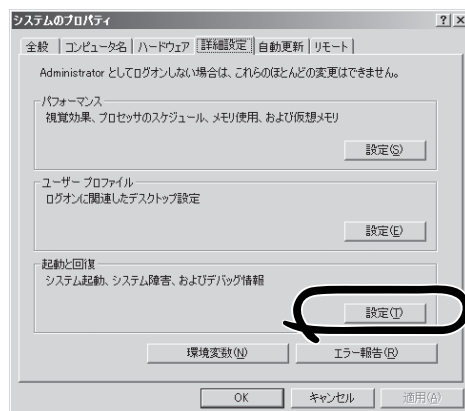 システムのプロパティ
全般 コンピュータ名 ハードウェア 詳細設定 自動更新 リモート
Administrator としてログオンしない場合は、これらのほとんどの変更はできません。
パフォーマンス
視覚効果、プロセッサのスケジュール、メモリ使用、および仮想メモリ
設定(S)
ユーザー プロファイル
ログオンに関連したデスクトップ設定
設定(E)
起動と回復
システム起動、システム障害、およびデバッグ情報
設定(T)
環境変数(N) エラー報告(R)
OK キャンセル 適用(A)